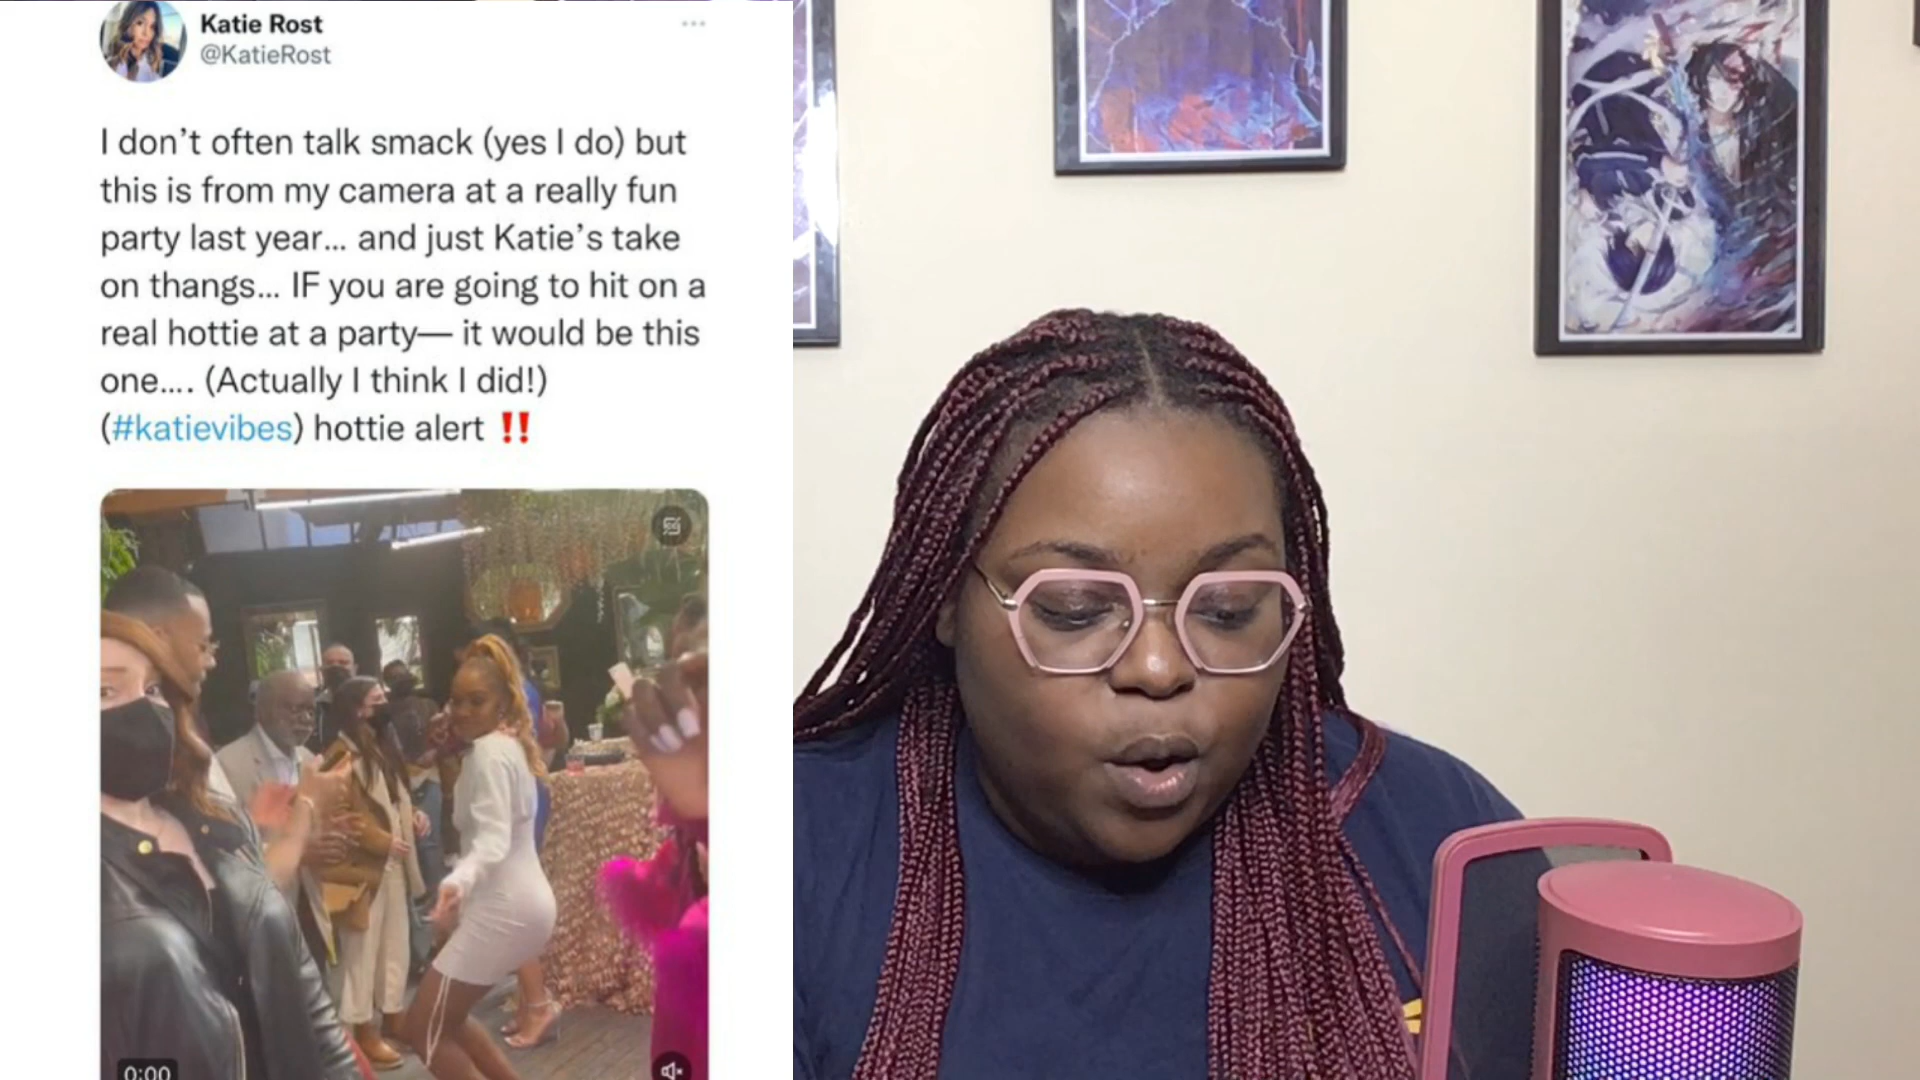 Katie Rost
@KatieRost
I don’t often talk smack (yes I do) but
this is from my camera at a really fun
party last year... and just Katie’s take
on thangs... IF you are going to hit on a
real hottie at a party— it would be this
one.... (Actually I think I did!)
(#katievibes) hottie alert ‼️
0:00